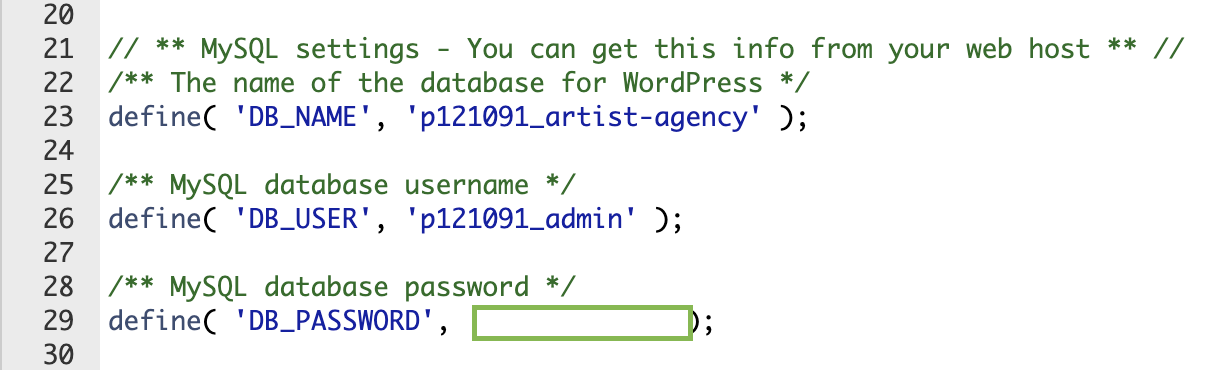 20
21 // ** MySQL settings - You can get this info from your web host ** //
22 /** The name of the database for WordPress */
23 define( 'DB_NAME', 'p121091_artist-agency' );
24
25 /** MySQL database username */
26 define( 'DB_USER', 'p121091_admin' );
27
28 /** MySQL database password */
29 define( 'DB_PASSWORD', );
30